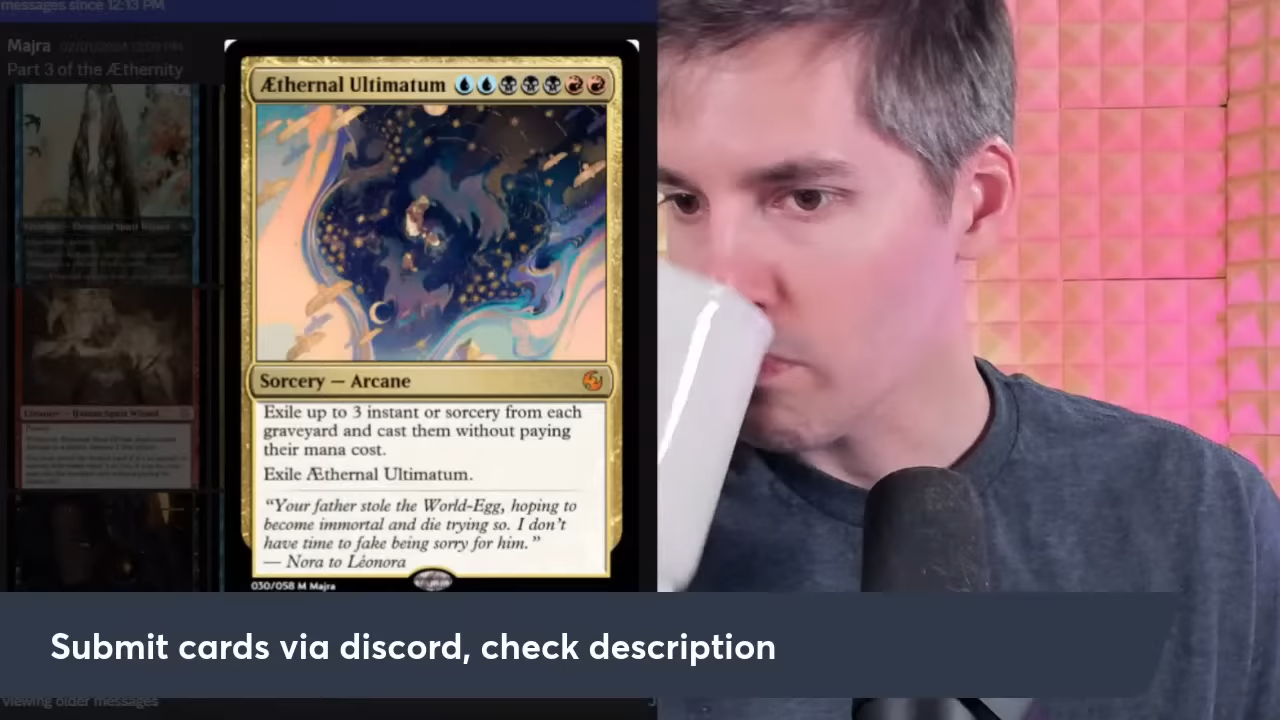 messages since 12:13 PM
Majra
Part 3 of the Æthernity
Æthernal Ultimatum
Sorcery — Arcane
Exile up to 3 instant or sorcery from each
graveyard and cast them without paying
their mana cost.
Exile Æthernal Ultimatum.
“Your father stole the World-Egg, hoping to
become immortal and die trying so. I don’t
have time to fake being sorry for him.”
— Nora to Léonora
030/058 M Majra
Submit cards via discord, check description
viewing older messages